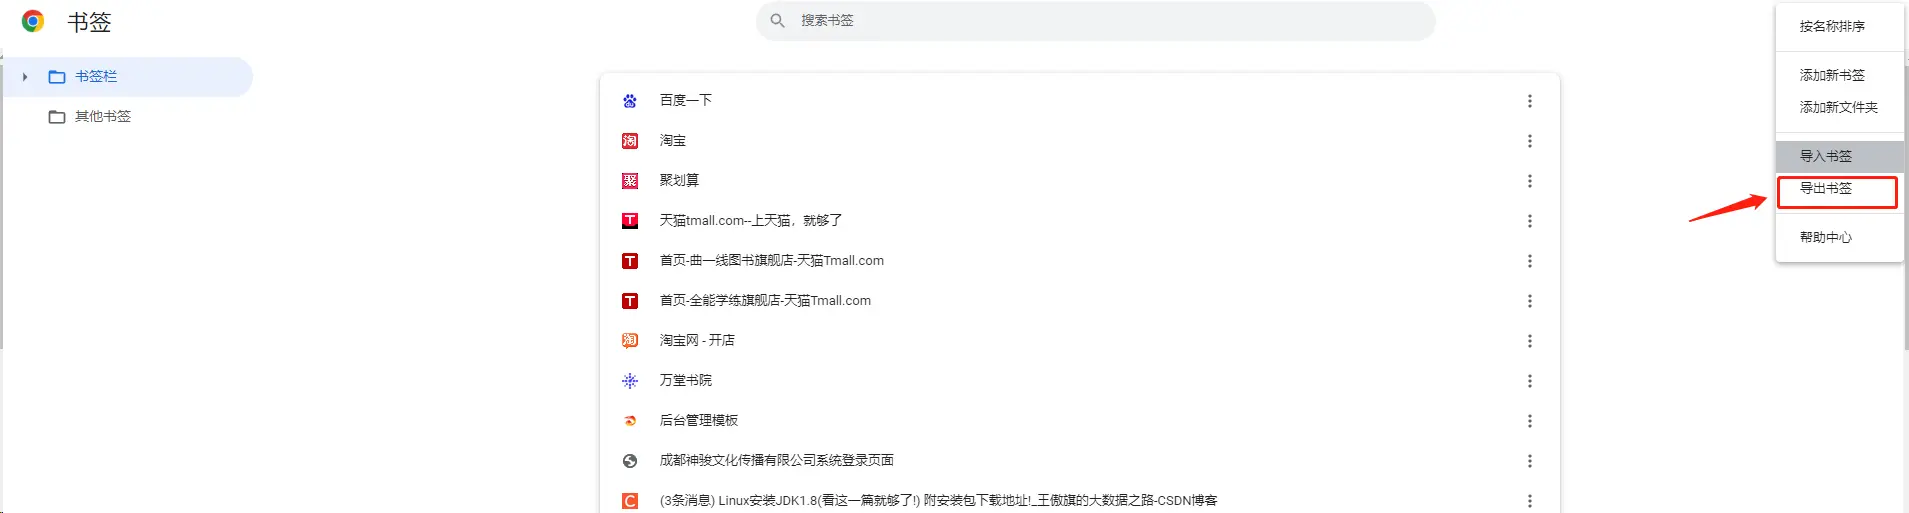 书签
搜索书签
书签栏
其他书签
百度一下
淘宝
聚划算
天猫tmall.com--上天猫，就够了
首页-曲一线图书旗舰店-天猫Tmall.com
首页-全能学练旗舰店-天猫Tmall.com
淘宝网 - 开店
万堂书院
后台管理模板
成都神骏文化传播有限公司系统登录页面
(3条消息) Linux安装JDK1.8(看这一篇就够了!) 附安装包下载地址!_王傲旗的大数据之路-CSDN博客
按名称排序
添加新书签
添加新文件夹
导入书签
导出书签
帮助中心